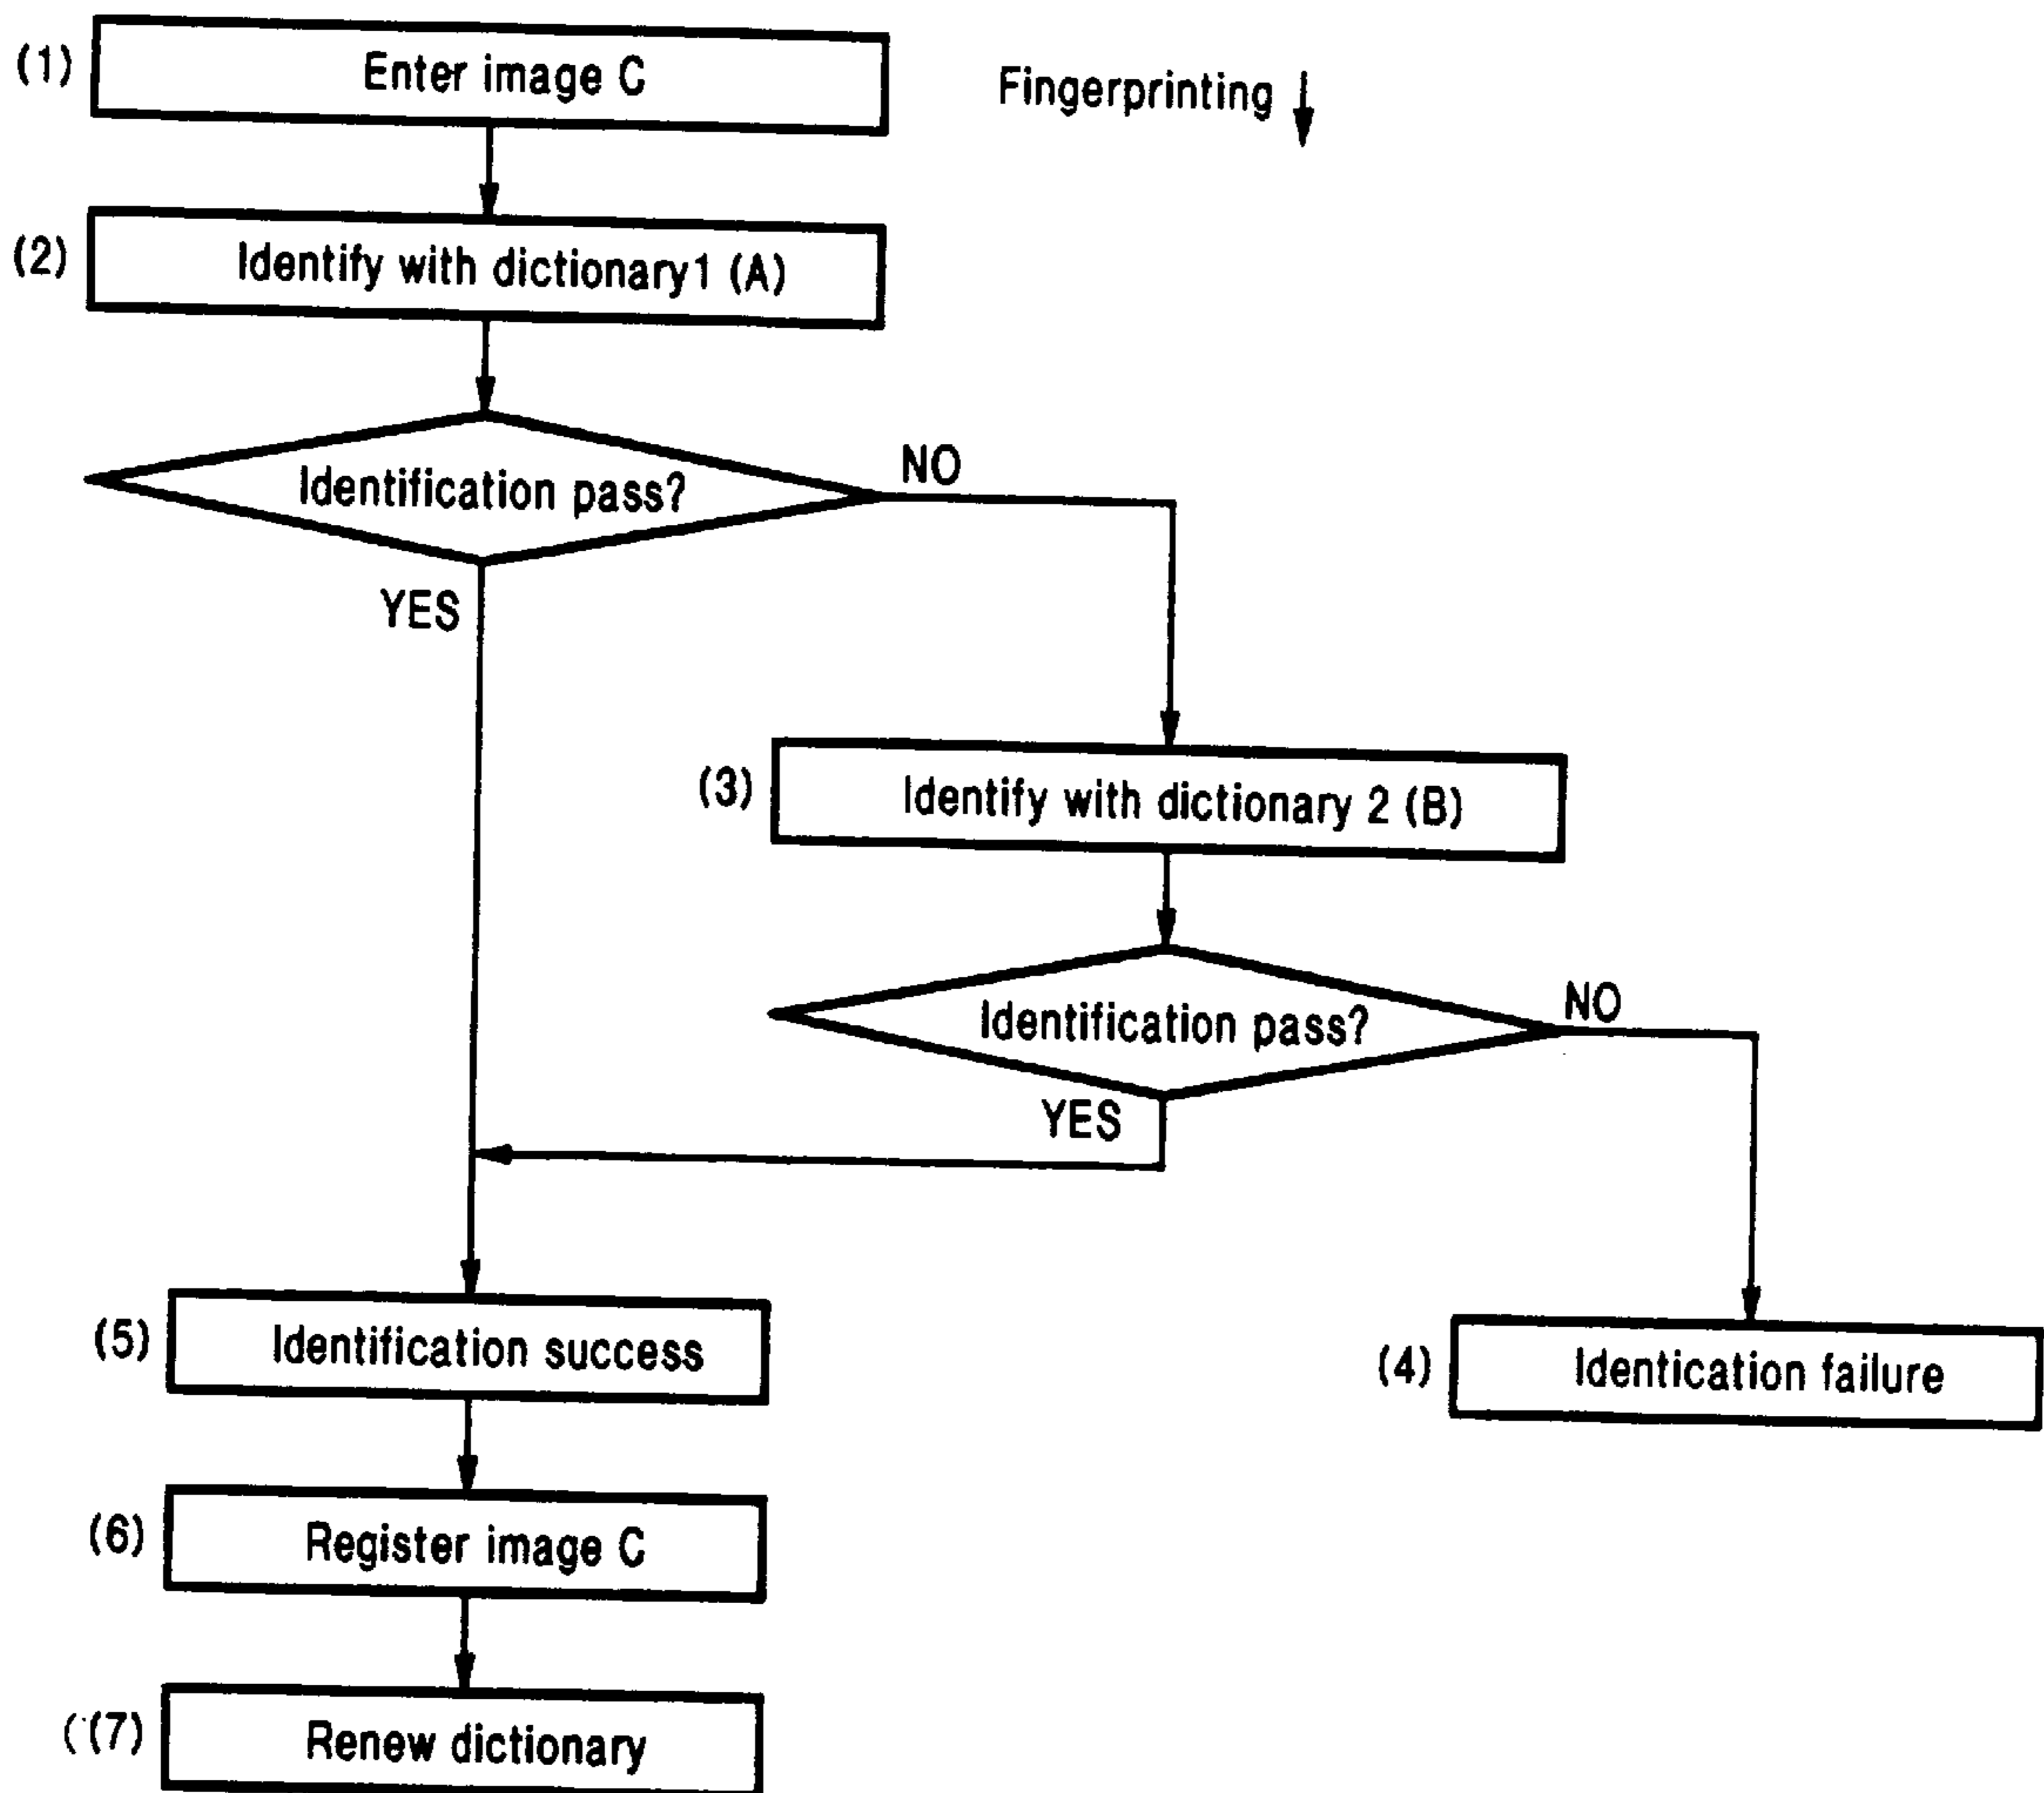 (1) Enter image C
Fingerprinting
(2) Identify with dictionary1 (A)
Identification pass?
NO
YES
(3) Identify with dictionary 2 (B)
Identification pass?
NO
YES
(5) Identification success
(4) Identication failure
(6) Register image C
((7) Renew dictionary